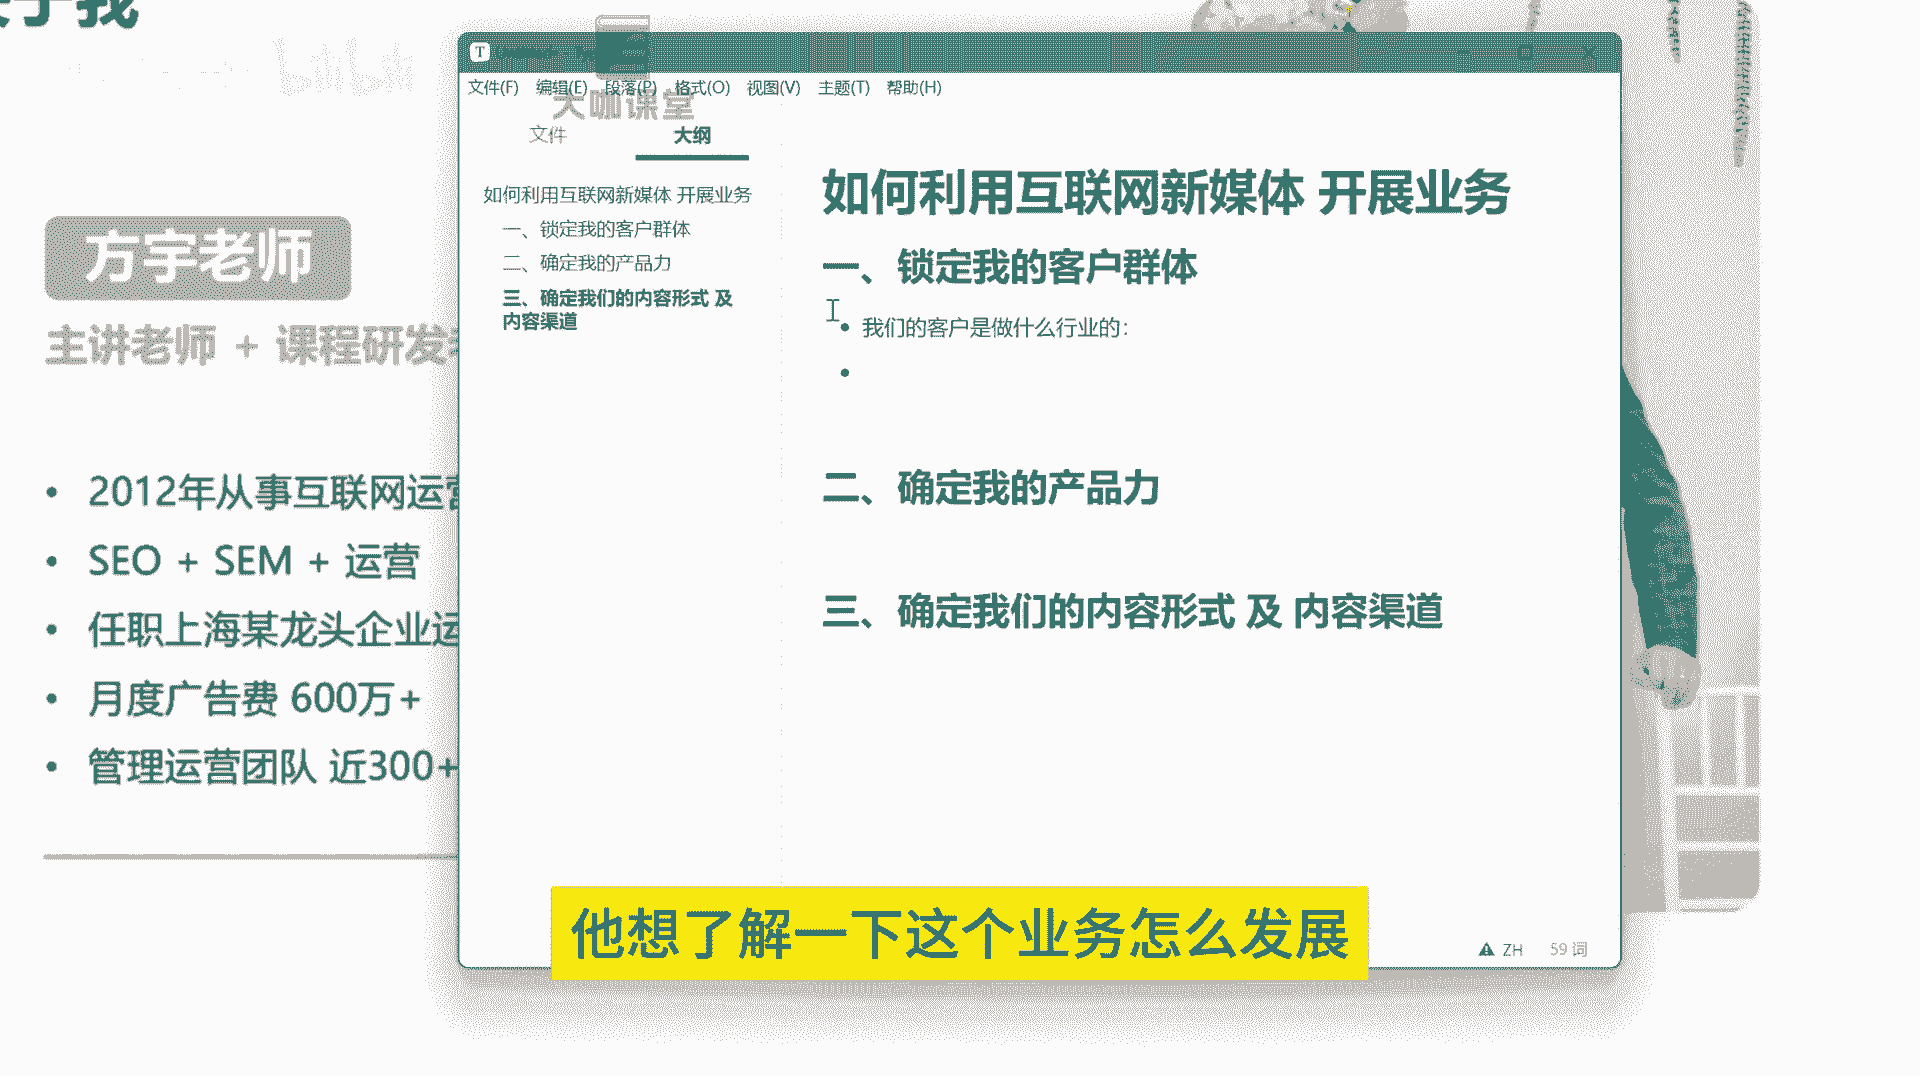 bilibili
大咖课堂
方宇老师
主讲老师 + 课程研发
2012年从事互联网运营
SEO + SEM + 运营
任职上海某龙头企业运
月度广告费 600万+
管理运营团队 近300+
T
文件(F) 编辑(E) 段落(P) 格式(O) 视图(V) 主题(T) 帮助(H)
文件 大纲
如何利用互联网新媒体 开展业务
一、锁定我的客户群体
二、确定我的产品力
三、确定我们的内容形式 及
内容渠道
如何利用互联网新媒体 开展业务
一、锁定我的客户群体
我们的客户是做什么行业的：
二、确定我的产品力
三、确定我们的内容形式 及 内容渠道
ZH 59 词
他想了解一下这个业务怎么发展